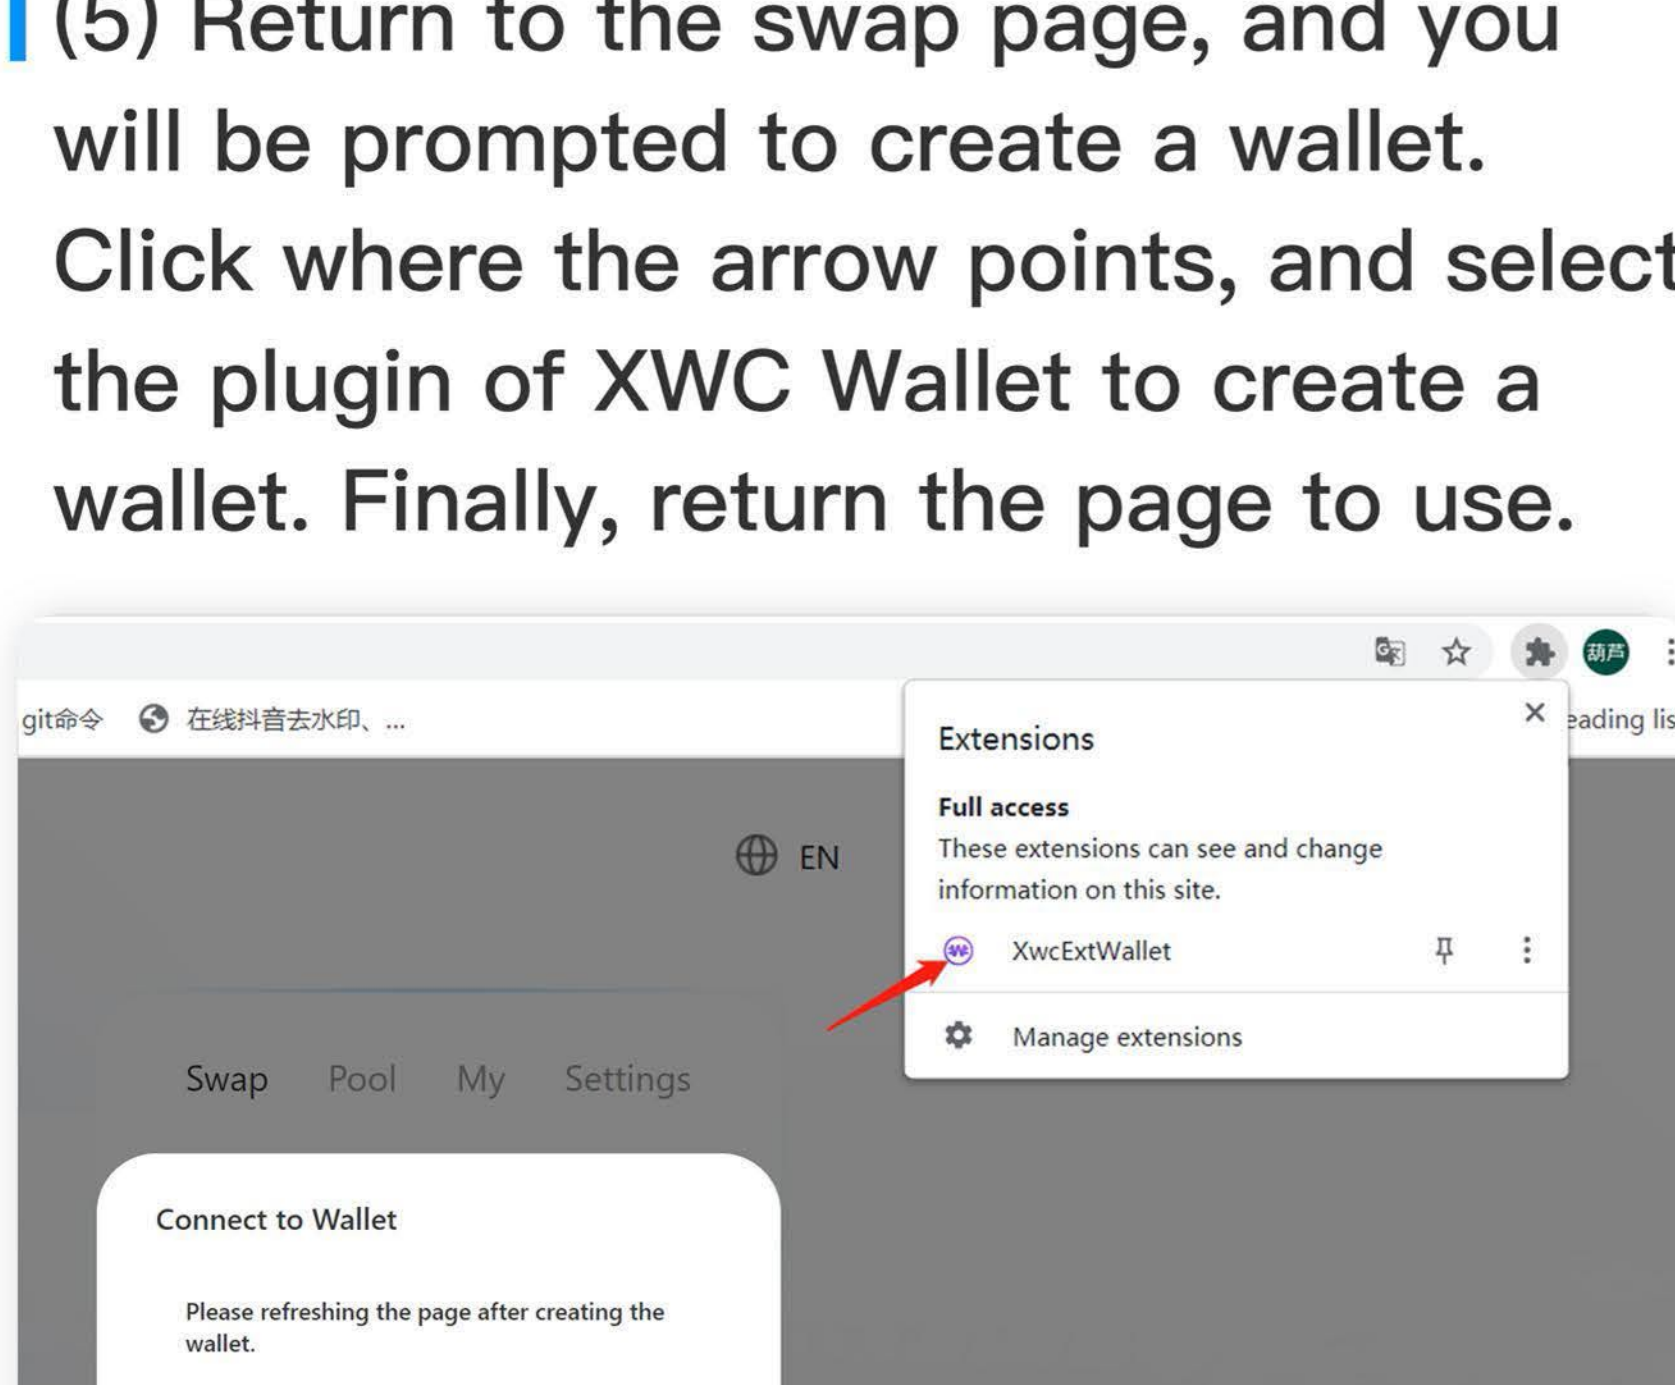 (5) Return to the swap page, and you
will be prompted to create a wallet.
Click where the arrow points, and select
the plugin of XWC Wallet to create a
wallet. Finally, return the page to use.
葫芦
git命令 在线抖音去水印、... eading lis
Extensions
Full access
These extensions can see and change
information on this site.
EN
XwcExtWallet
Manage extensions
Swap Pool My Settings
Connect to Wallet
Please refreshing the page after creating the
wallet.